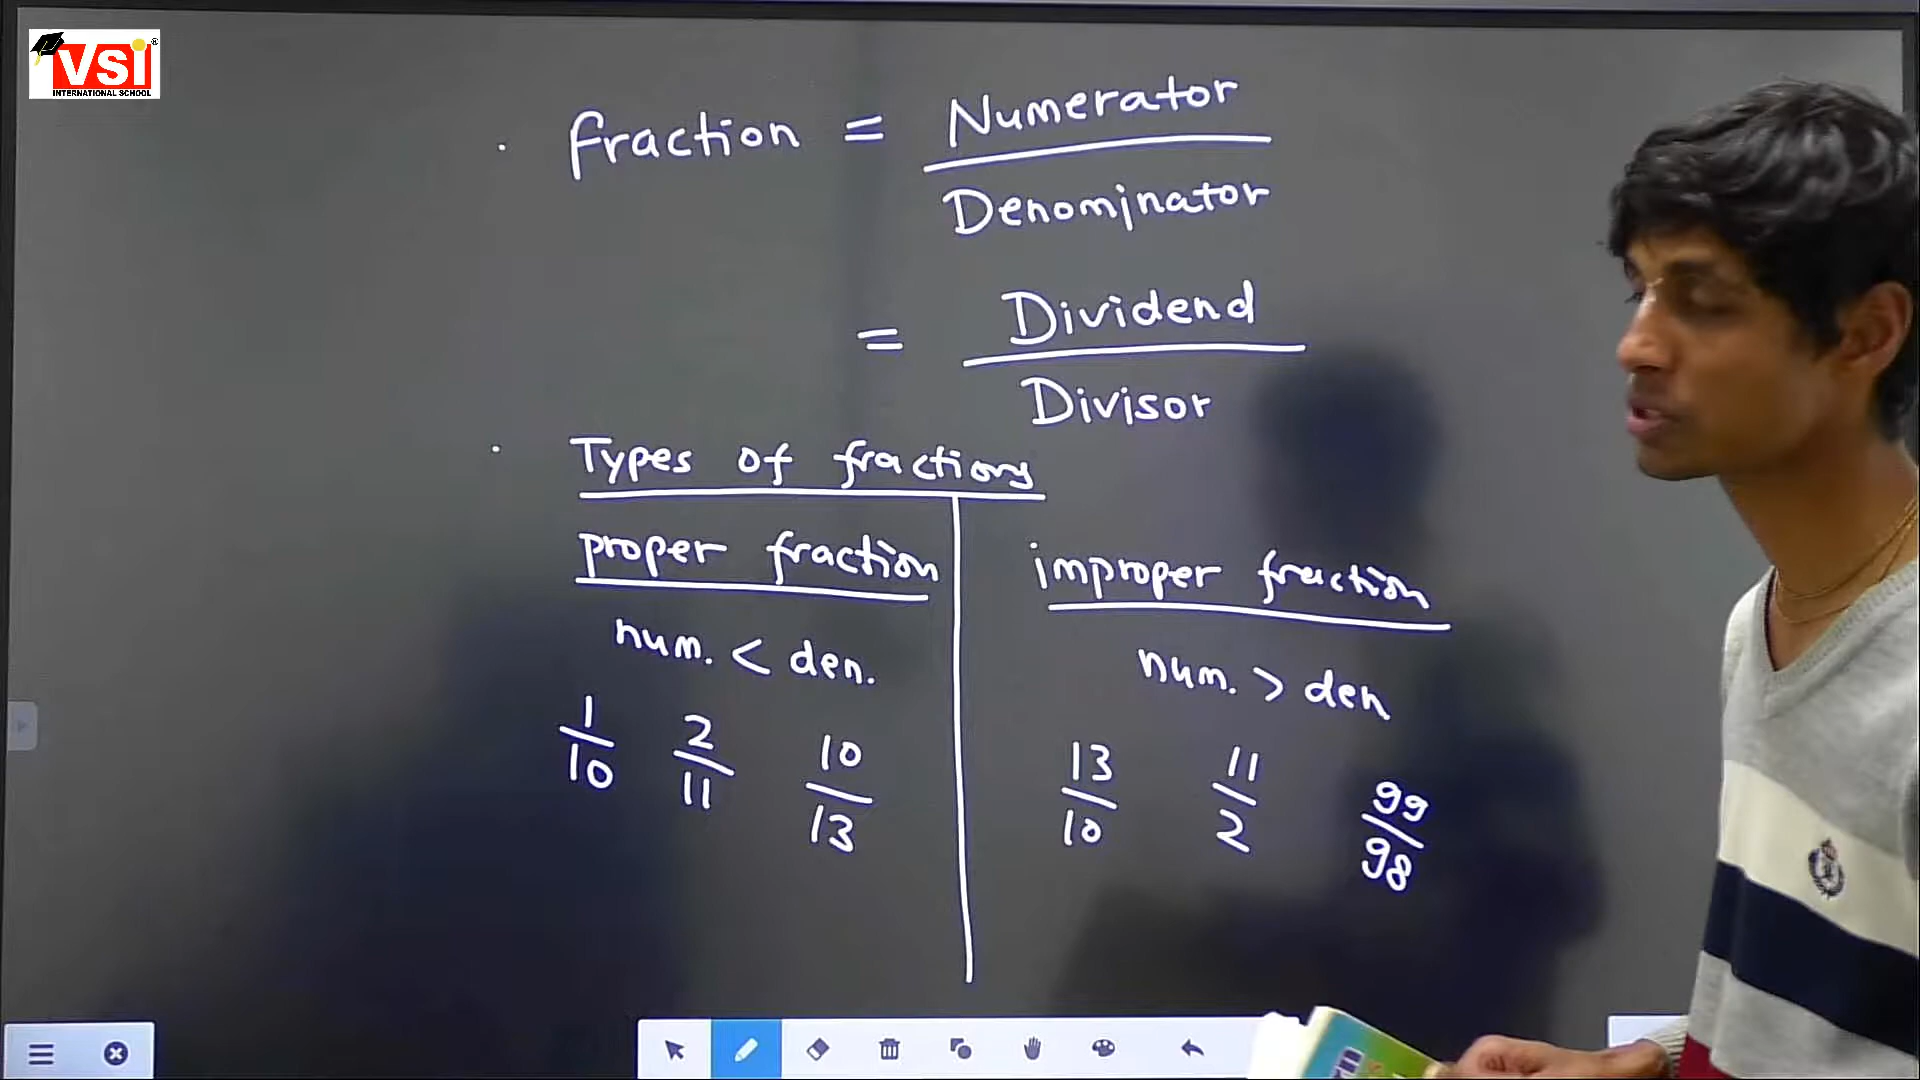 VSI
INTERNATIONAL SCHOOL
. fraction = Numerator
Denominator
= Dividend
Divisor
. Types of fractions
proper fraction
num. < den.
1/10 2/11 10/13
improper fraction
num. > den
13/10 11/2 99/98